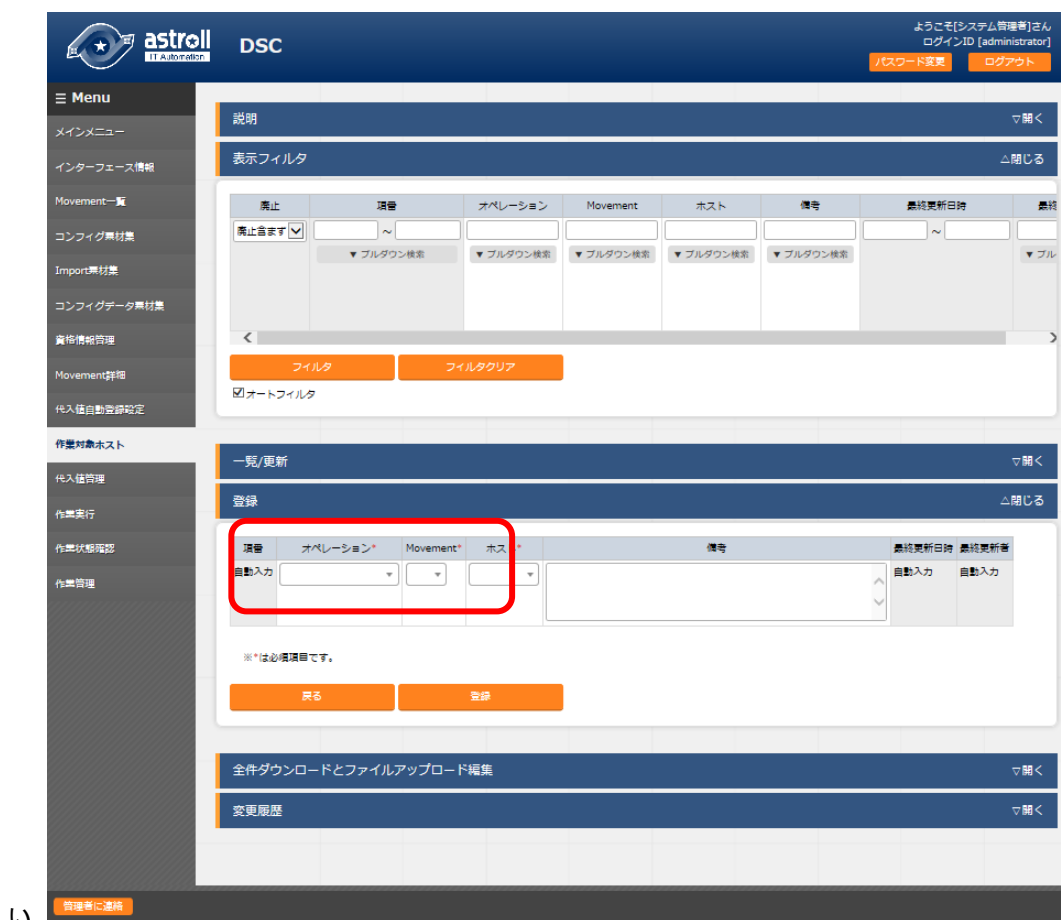 astroll
IT Automation
DSC
ようこそ[システム管理者]さん
ログインID [administrator]
パスワード変更 ログアウト
≡ Menu
メインメニュー
インターフェース情報
Movement一覧
コンフィグ素材集
Import素材集
コンフィグデータ素材集
資格情報管理
Movement詳細
代入値自動登録設定
作業対象ホスト
代入値管理
作業実行
作業状態確認
作業管理
説明 ▽開く
表示フィルタ △閉じる
廃止 項番 オペレーション Movement ホスト 備考 最終更新日時 最終
廃止含ます ~ ~
▼ プルダウン検索 ▼ プルダウン検索 ▼ プルダウン検索 ▼ プルダウン検索 ▼ プルダウン検索 ▼ プル
フィルタ フィルタクリア
オートフィルタ
一覧/更新 ▽開く
登録 △閉じる
項番 オペレーション* Movement* ホスト* 備考 最終更新日時 最終更新者
自動入力 自動入力 自動入力
※*は必須項目です。
戻る 登録
全件ダウンロードとファイルアップロード編集 ▽開く
変更履歴 ▽開く
管理者に連絡